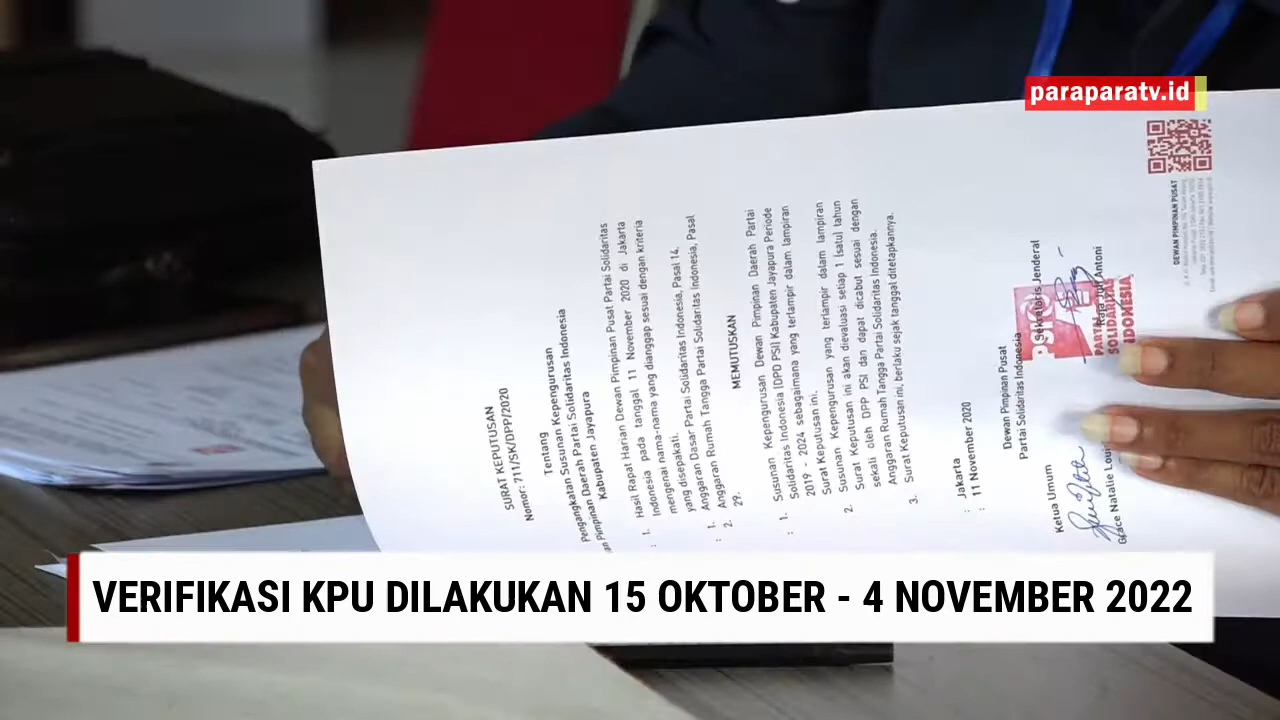 paraparatv.id
SURAT KEPUTUSAN
Nomor: 711/SK/DPP/2020
Tentang
Pengangkatan Susunan Kepengurusan
Pimpinan Daerah Partai Solidaritas Indonesia
Kabupaten Jayapura
: 1. Hasil Rapat Harian Dewan Pimpinan Pusat Partai Solidaritas
Indonesia pada tanggal 11 November 2020 di Jakarta
mengenai nama-nama yang dianggap sesuai dengan kriteria
yang disepakati.
: 1. Anggaran Dasar Partai Solidaritas Indonesia, Pasal 14.
2. Anggaran Rumah Tangga Partai Solidaritas Indonesia, Pasal
29.
MEMUTUSKAN
: 1. Susunan Kepengurusan Dewan Pimpinan Daerah Partai
Solidaritas Indonesia (DPD PSI) Kabupaten Jayapura Periode
2019 - 2024 sebagaimana yang terlampir dalam lampiran
Surat Keputusan ini.
2. Susunan Kepengurusan yang terlampir dalam lampiran
Surat Keputusan ini akan dievaluasi setiap 1 (satu) tahun
sekali oleh DPP PSI dan dapat dicabut sesuai dengan
Anggaran Rumah Tangga Partai Solidaritas Indonesia.
3. Surat Keputusan ini, berlaku sejak tanggal ditetapkannya.
: Jakarta
: 11 November 2020
Dewan Pimpinan Pusat
Partai Solidaritas Indonesia
Ketua Umum
Sekretaris Jenderal
PSI
PARTAI
SOLIDARITAS
INDONESIA
Grace Natalie
Raja Juli Antoni
DEWAN PIMPINAN PUSAT
VERIFIKASI KPU DILAKUKAN 15 OKTOBER - 4 NOVEMBER 2022